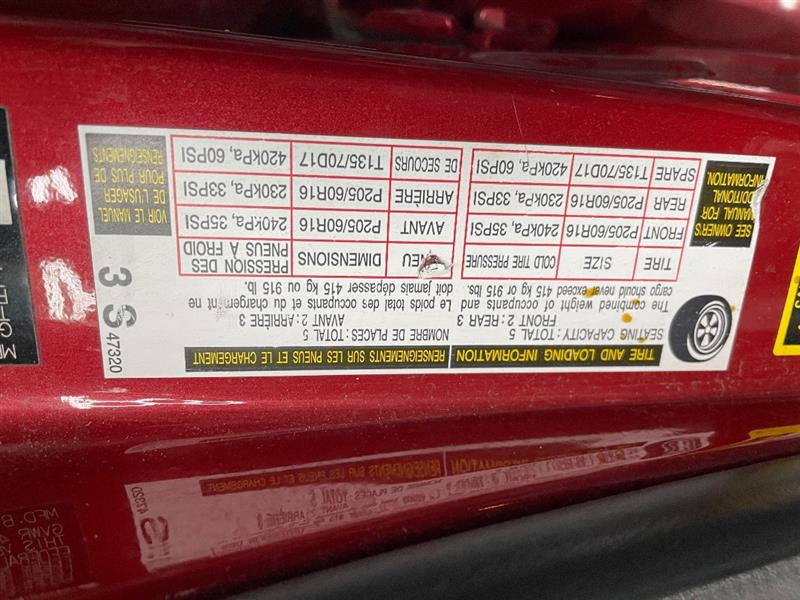 TIRE AND LOADING INFORMATION
RENSEIGNEMENTS SUR LES PNEUS ET LE CHARGEMENT
SEATING CAPACITY: TOTAL 5
FRONT 2: REAR 3
NOMBRE DE PLACES: TOTAL 5
AVANT 2: ARRIÈRE 3
The combined weight of occupants and
cargo should never exceed 415 kg or 915 lbs.
Le poids total des occupants et du chargement ne
doit jamais dépasser 415 kg ou 915 lb.
TIRE SIZE COLD TIRE PRESSURE
FRONT P205/60R16 240kPa, 35PSI
REAR P205/60R16 230kPa, 33PSI
SPARE T135/70D17 420kPa, 60PSI
DIMENSIONS PRESSION DES PNEUS À FROID
AVANT P205/60R16 240kPa, 35PSI
ARRIÈRE P205/60R16 230kPa, 33PSI
DE SECOURS T135/70D17 420kPa, 60PSI
SEE OWNER'S
MANUAL FOR
ADDITIONAL
INFORMATION.
VOIR LE MANUEL
DE L'USAGER
POUR PLUS DE
RENSEIGNEMENTS
47320
3 S